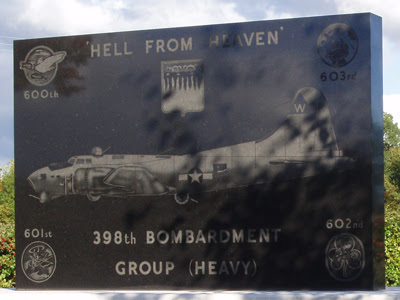 'HELL FROM HEAVEN'
600th
603rd
W
601st
602nd
398th BOMBARDMENT
GROUP (HEAVY)